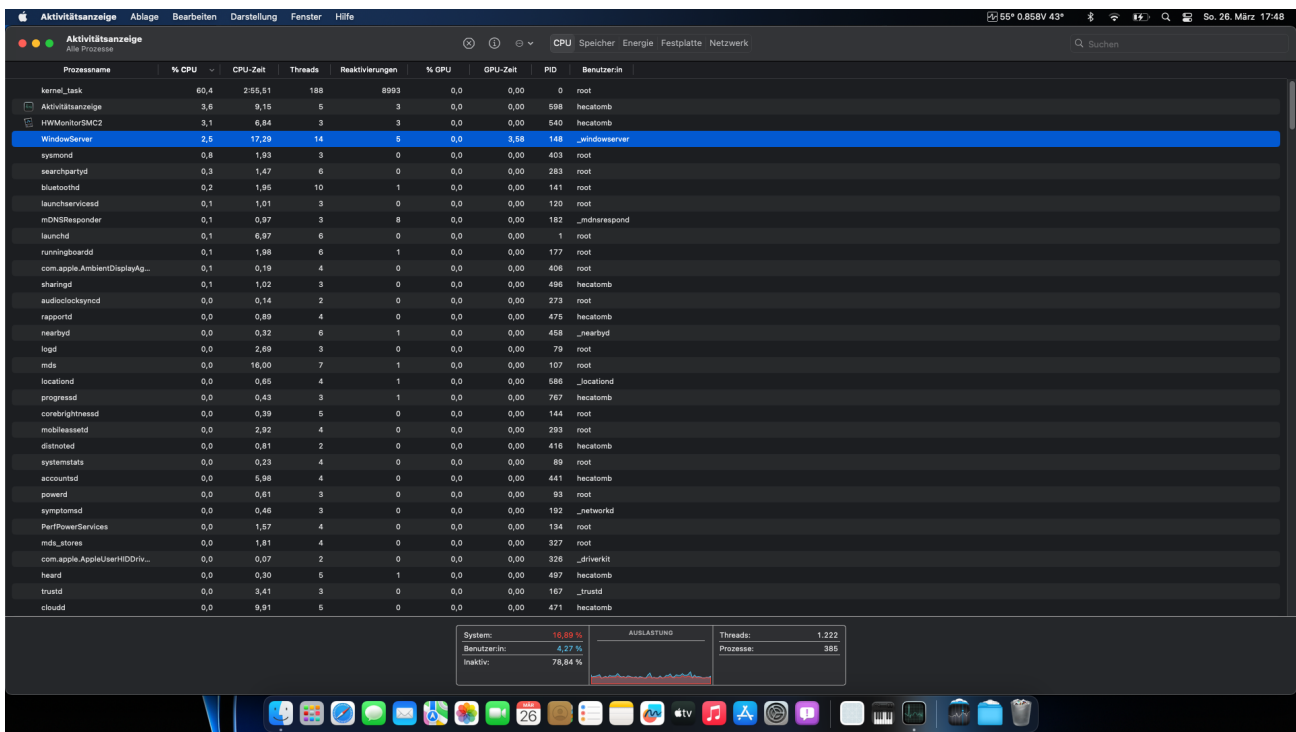 Aktivitätsanzeige Ablage Bearbeiten Darstellung Fenster Hilfe 55° 0.858V 43° So. 26. März 17:48
Aktivitätsanzeige
Alle Prozesse
CPU Speicher Energie Festplatte Netzwerk Suchen
Prozessname % CPU CPU-Zeit Threads Reaktivierungen % GPU GPU-Zeit PID Benutzer:in
kernel_task 60,4 2:55,51 188 8993 0,0 0,00 0 root
Aktivitätsanzeige 3,6 9,15 5 3 0,0 0,00 598 hecatomb
HWMonitorSMC2 3,1 6,84 3 3 0,0 0,00 540 hecatomb
WindowServer 2,5 17,29 14 5 0,0 3,58 148 _windowserver
sysmond 0,8 1,93 3 0 0,0 0,00 403 root
searchpartyd 0,3 1,47 6 0 0,0 0,00 283 root
bluetoothd 0,2 1,95 10 1 0,0 0,00 141 root
launchservicesd 0,1 1,01 3 0 0,0 0,00 120 root
mDNSResponder 0,1 0,97 3 8 0,0 0,00 182 _mdnsrespond
launchd 0,1 6,97 6 0 0,0 0,00 1 root
runningboardd 0,1 1,98 6 1 0,0 0,00 177 root
com.apple.AmbientDisplayAg... 0,1 0,19 4 0 0,0 0,00 406 root
sharingd 0,1 1,02 3 0 0,0 0,00 496 hecatomb
audioclocksyncd 0,0 0,14 2 0 0,0 0,00 273 root
rapportd 0,0 0,89 4 0 0,0 0,00 475 hecatomb
nearbyd 0,0 0,32 6 1 0,0 0,00 458 _nearbyd
logd 0,0 2,69 3 0 0,0 0,00 79 root
mds 0,0 16,00 7 1 0,0 0,00 107 root
locationd 0,0 0,65 4 1 0,0 0,00 586 _locationd
progressd 0,0 0,43 3 1 0,0 0,00 767 hecatomb
corebrightnessd 0,0 0,39 5 0 0,0 0,00 144 root
mobileassetd 0,0 2,92 4 0 0,0 0,00 293 root
distnoted 0,0 0,81 2 0 0,0 0,00 416 hecatomb
systemstats 0,0 0,23 4 0 0,0 0,00 89 root
accountsd 0,0 5,98 4 0 0,0 0,00 441 hecatomb
powerd 0,0 0,61 3 0 0,0 0,00 93 root
symptomsd 0,0 0,46 3 0 0,0 0,00 192 _networkd
PerfPowerServices 0,0 1,57 4 0 0,0 0,00 134 root
mds_stores 0,0 1,81 4 0 0,0 0,00 327 root
com.apple.AppleUserHIDDriv... 0,0 0,07 2 0 0,0 0,00 326 _driverkit
heard 0,0 0,30 5 1 0,0 0,00 497 hecatomb
trustd 0,0 3,41 3 0 0,0 0,00 167 _trustd
cloudd 0,0 9,91 5 0 0,0 0,00 471 hecatomb
System: 16,89 % AUSLASTUNG Threads: 1.222
Benutzer:in: 4,27 % Prozesse: 385
Inaktiv: 78,84 %
MÄR
26
tv